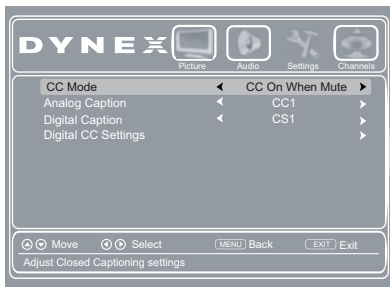 DYNEX
Picture Audio Settings Channels
CC Mode CC On When Mute
Analog Caption CC1
Digital Caption CS1
Digital CC Settings
Move Select MENU Back EXIT Exit
Adjust Closed Captioning settings